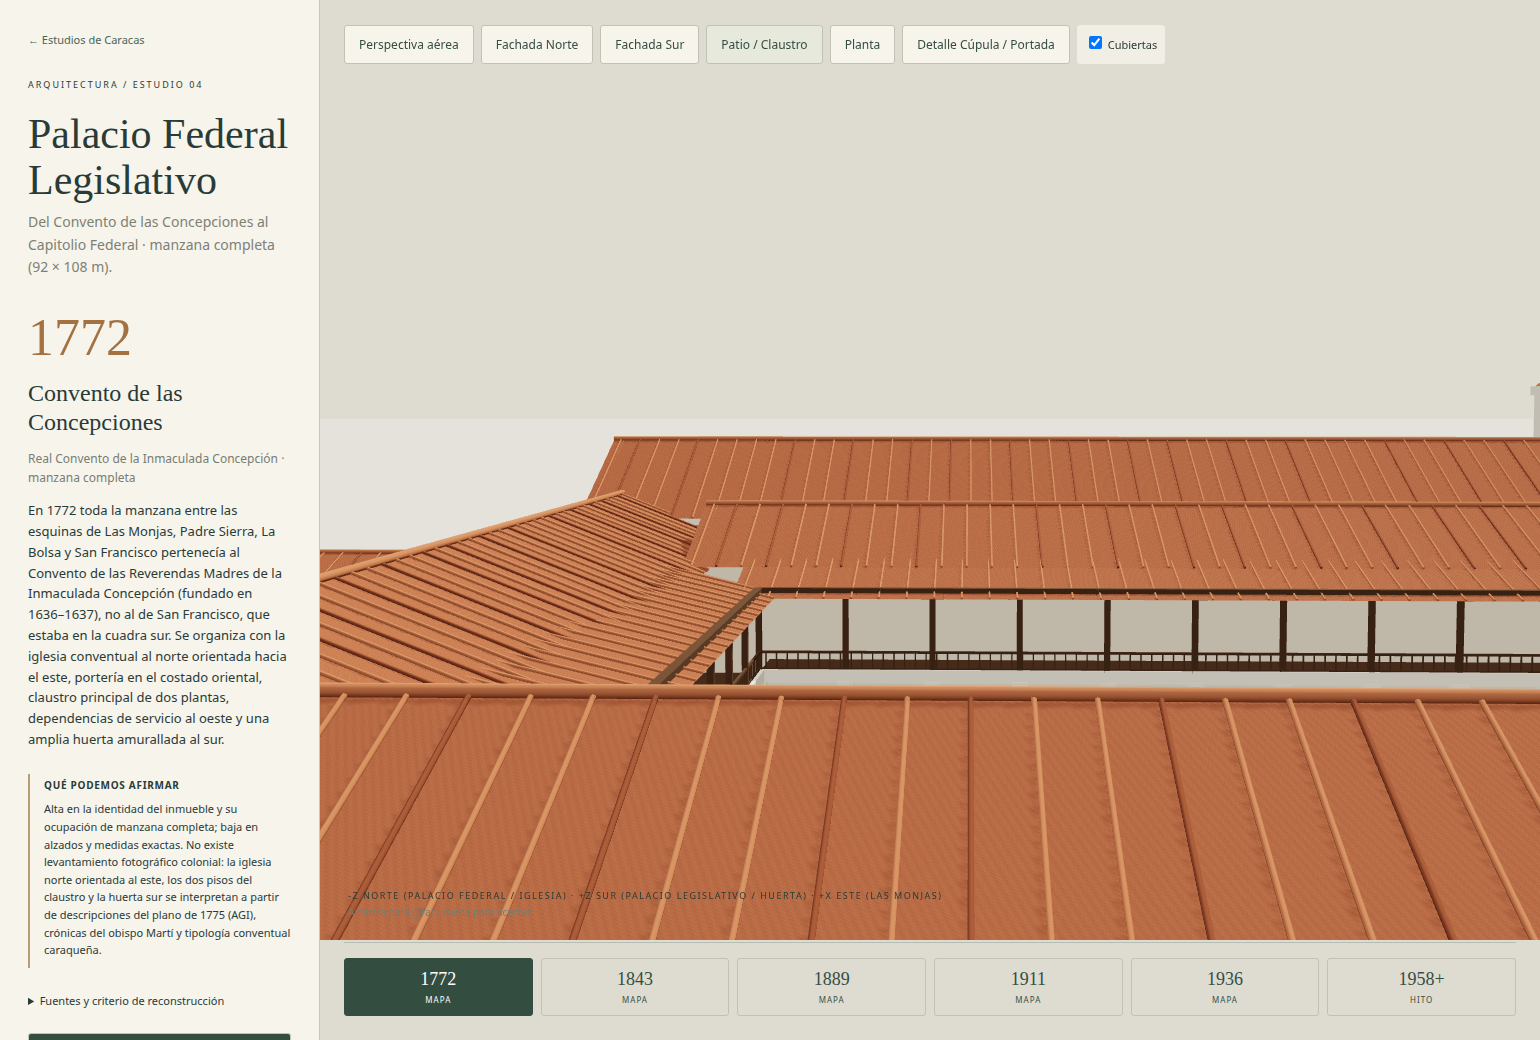 ← Estudios de Caracas
ARQUITECTURA / ESTUDIO 04
Palacio Federal
Legislativo
Del Convento de las Concepciones al
Capitolio Federal · manzana completa
(92 × 108 m).
1772
Convento de las
Concepciones
Real Convento de la Inmaculada Concepción ·
manzana completa
En 1772 toda la manzana entre las
esquinas de Las Monjas, Padre Sierra, La
Bolsa y San Francisco pertenecía al
Convento de las Reverendas Madres de la
Inmaculada Concepción (fundado en
1636–1637), no al de San Francisco, que
estaba en la cuadra sur. Se organiza con la
iglesia conventual al norte orientada hacia
el este, portería en el costado oriental,
claustro principal de dos plantas,
dependencias de servicio al oeste y una
amplia huerta amurallada al sur.
QUÉ PODEMOS AFIRMAR
Alta en la identidad del inmueble y su
ocupación de manzana completa; baja en
alzados y medidas exactas. No existe
levantamiento fotográfico colonial: la iglesia
norte orientada al este, los dos pisos del
claustro y la huerta sur se interpretan a partir
de descripciones del plano de 1775 (AGI),
crónicas del obispo Martí y tipología conventual
caraqueña.
▶ Fuentes y criterio de reconstrucción
Perspectiva aérea
Fachada Norte
Fachada Sur
Patio / Claustro
Planta
Detalle Cúpula / Portada
Cubiertas
-Z NORTE (PALACIO FEDERAL / IGLESIA) · +Z SUR (PALACIO LEGISLATIVO / HUERTA) · +X ESTE (LAS MONJAS)
1772
MAPA
1843
MAPA
1889
MAPA
1911
MAPA
1936
MAPA
1958+
HITO